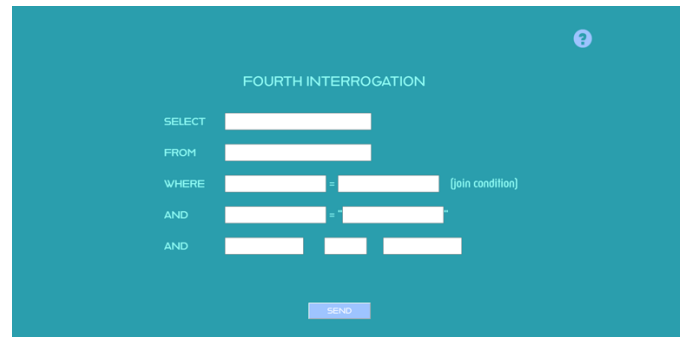 ?
FOURTH INTERROGATION
SELECT
FROM
WHERE = (join condition)
AND = " "
AND
SEND